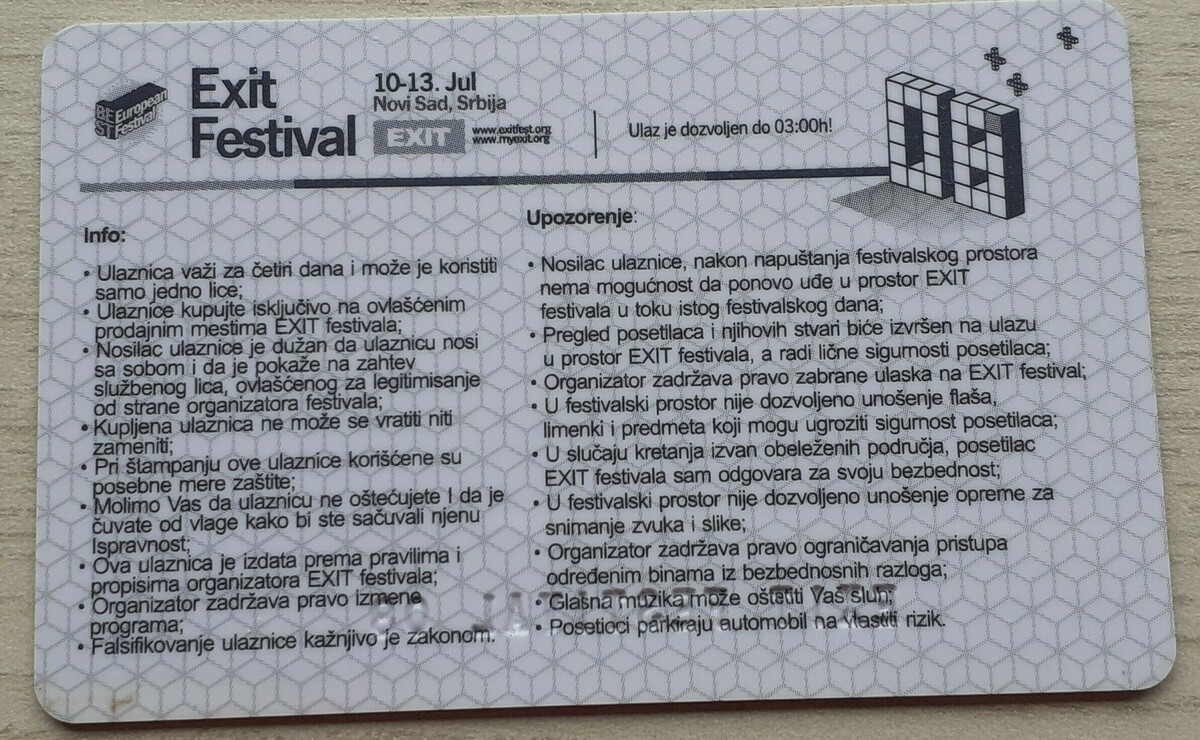 BEST European Festival
Exit
Festival
10-13. Jul
Novi Sad, Srbija
EXIT
www.exitfest.org
www.myexit.org
Ulaz je dozvoljen do 03:00h!
Info:
• Ulaznica važi za četiri dana i može je koristiti
samo jedno lice;
• Ulaznice kupujte isključivo na ovlašćenim
prodajnim mestima EXIT festivala;
• Nosilac ulaznice je dužan da ulaznicu nosi
sa sobom i da je pokaže na zahtev
službenog lica, ovlašćenog za legitimisanje
od strane organizatora festivala;
• Kupljena ulaznica ne može se vratiti niti
zameniti;
• Pri štampanju ove ulaznice korišćene su
posebne mere zaštite;
• Molimo Vas da ulaznicu ne oštećujete I da je
čuvate od vlage kako bi ste sačuvali njenu
Ispravnost;
• Ova ulaznica je izdata prema pravilima i
propisima organizatora EXIT festivala;
• Organizator zadržava pravo izmene
programa;
• Falsifikovanje ulaznice kažnjivo je zakonom.
Upozorenje:
• Nosilac ulaznice, nakon napuštanja festivalskog prostora
nema mogućnost da ponovo uđe u prostor EXIT
festivala u toku istog festivalskog dana;
• Pregled posetilaca i njihovih stvari biće izvršen na ulazu
u prostor EXIT festivala, a radi lične sigurnosti posetilaca;
• Organizator zadržava pravo zabrane ulaska na EXIT festival;
• U festivalski prostor nije dozvoljeno unošenje flaša,
limenki i predmeta koji mogu ugroziti sigurnost posetilaca;
• U slučaju kretanja izvan obeleženih područja, posetilac
EXIT festivala sam odgovara za svoju bezbednost;
• U festivalski prostor nije dozvoljeno unošenje opreme za
snimanje zvuka i slike;
• Organizator zadržava pravo ograničavanja pristupa
određenim binama iz bezbednosnih razloga;
• Glasna muzika može oštetiti Vaš sluh;
• Posetioci parkiraju automobil na vlastiti rizik.